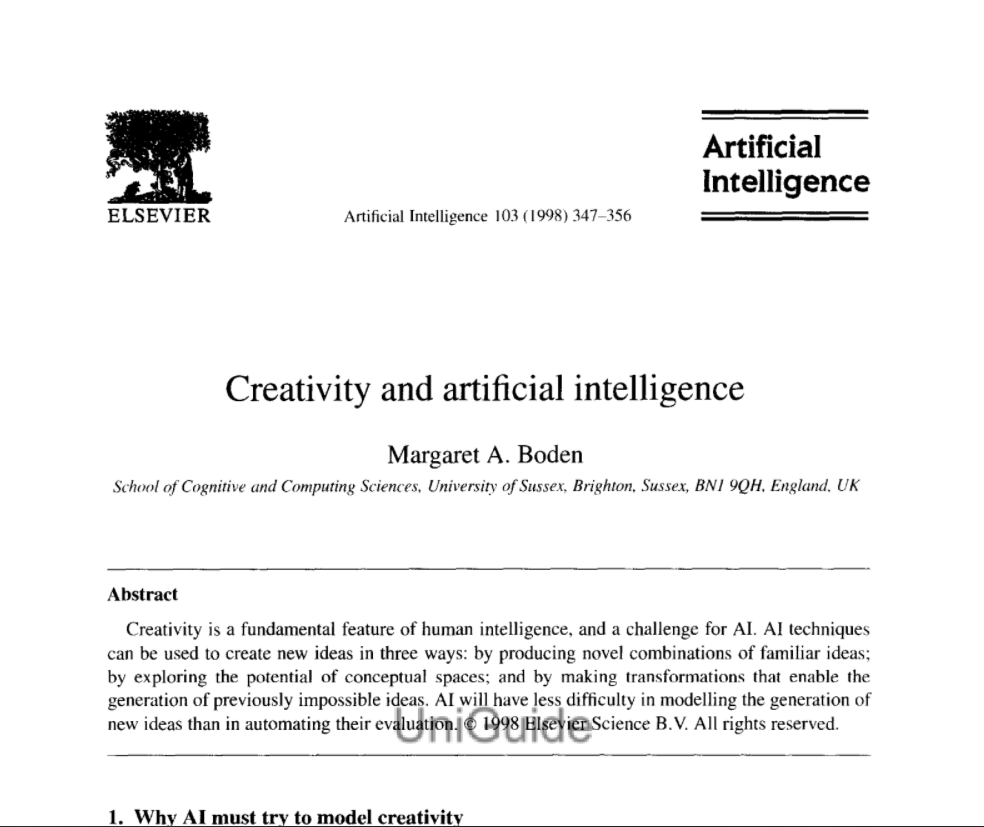 Artificial
Intelligence
ELSEVIER
Artificial Intelligence 103 (1998) 347–356
Creativity and artificial intelligence
Margaret A. Boden
School of Cognitive and Computing Sciences, University of Sussex, Brighton, Sussex, BN1 9QH, England, UK
Abstract
Creativity is a fundamental feature of human intelligence, and a challenge for AI. AI techniques
can be used to create new ideas in three ways: by producing novel combinations of familiar ideas;
by exploring the potential of conceptual spaces; and by making transformations that enable the
generation of previously impossible ideas. AI will have less difficulty in modelling the generation of
new ideas than in automating their evaluation. © 1998 Elsevier Science B.V. All rights reserved.
UniGuide
1. Why AI must try to model creativity